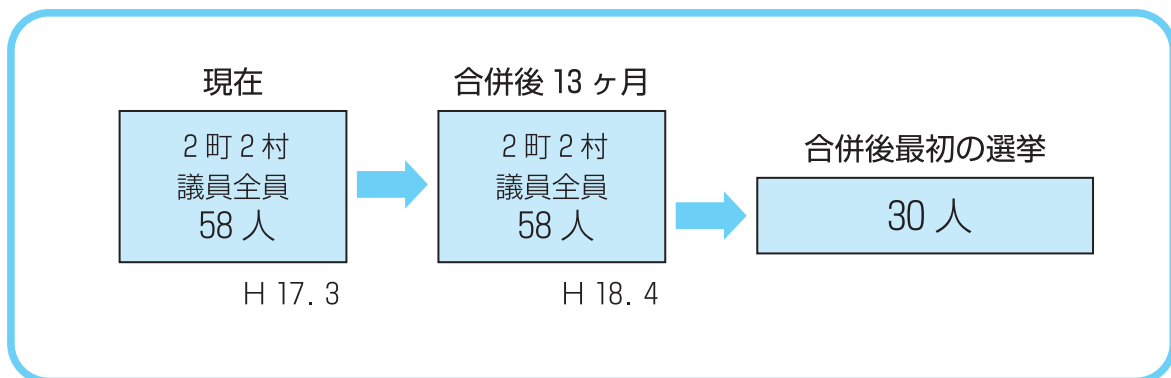 現在
2町2村
議員全員
58人
H 17. 3
合併後 13 ヶ月
2町2村
議員全員
58人
H 18. 4
合併後最初の選挙
30人